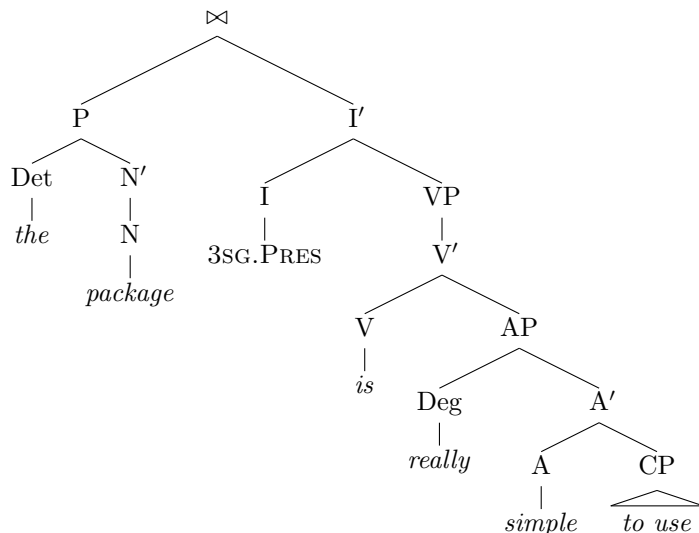 ⋈
P I′
Det N′ I VP
the N 3SG.PRES V′
package
V AP
is Deg A′
really A CP
simple to use